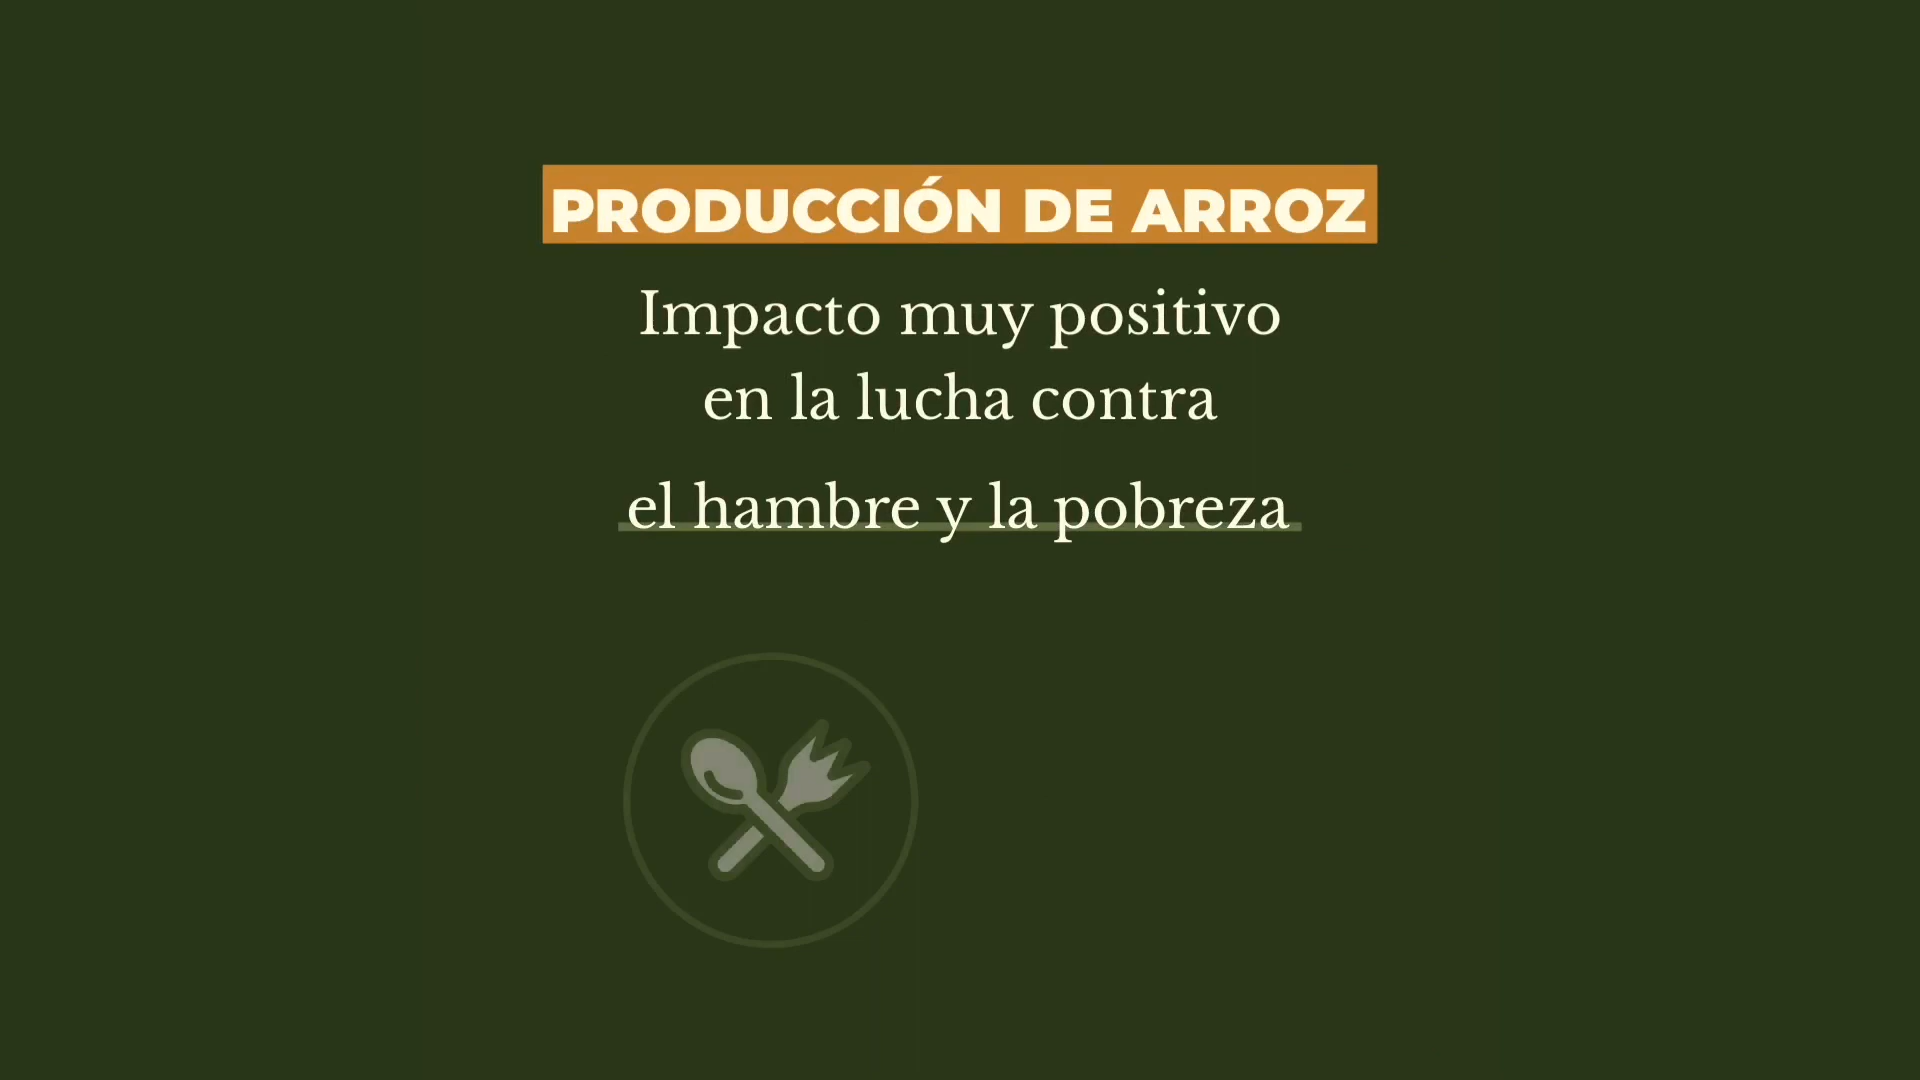 PRODUCCIÓN DE ARROZ
Impacto muy positivo
en la lucha contra
el hambre y la pobreza